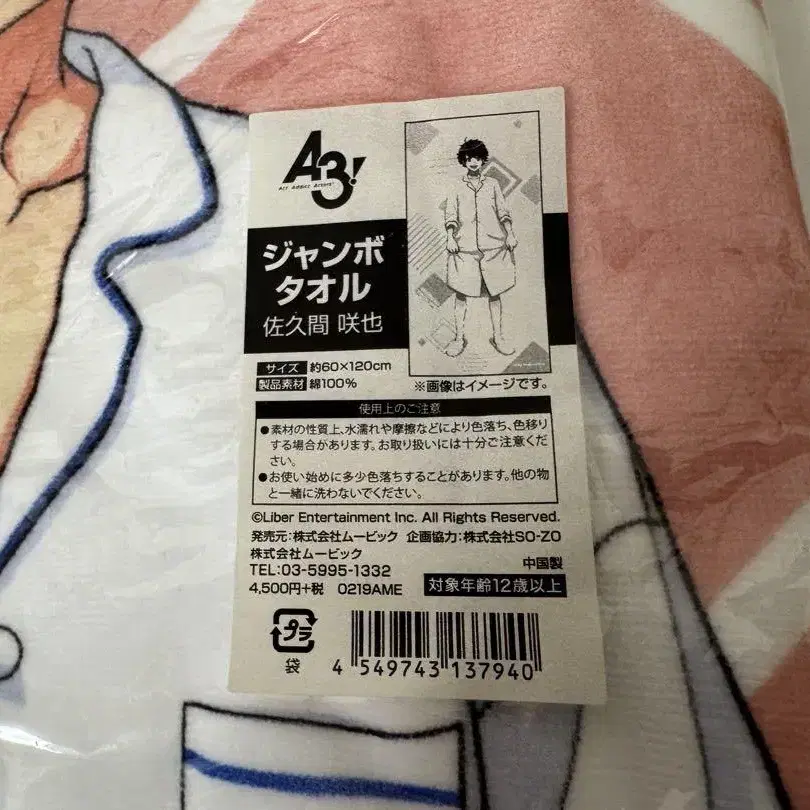 A3!
Act Addict Actors
ジャンボ
タオル
佐久間 咲也
サイズ 約60×120cm
製品素材 綿100%
※画像はイメージです。
使用上のご注意
●素材の性質上、水濡れや摩擦などにより色落ち、色移り
する場合があります。お取り扱いには十分ご注意くだ
さい。
●お使い始めに多少色落ちすることがあります。他の物
と一緒に洗わないでください。
©Liber Entertainment Inc. All Rights Reserved.
発売元:株式会社ムービック 企画協力:株式会社SO-ZO
株式会社ムービック
TEL:03-5995-1332
中国製
4,500円+税 0219AME
対象年齢12歳以上
プラ
袋
4 549743 137940